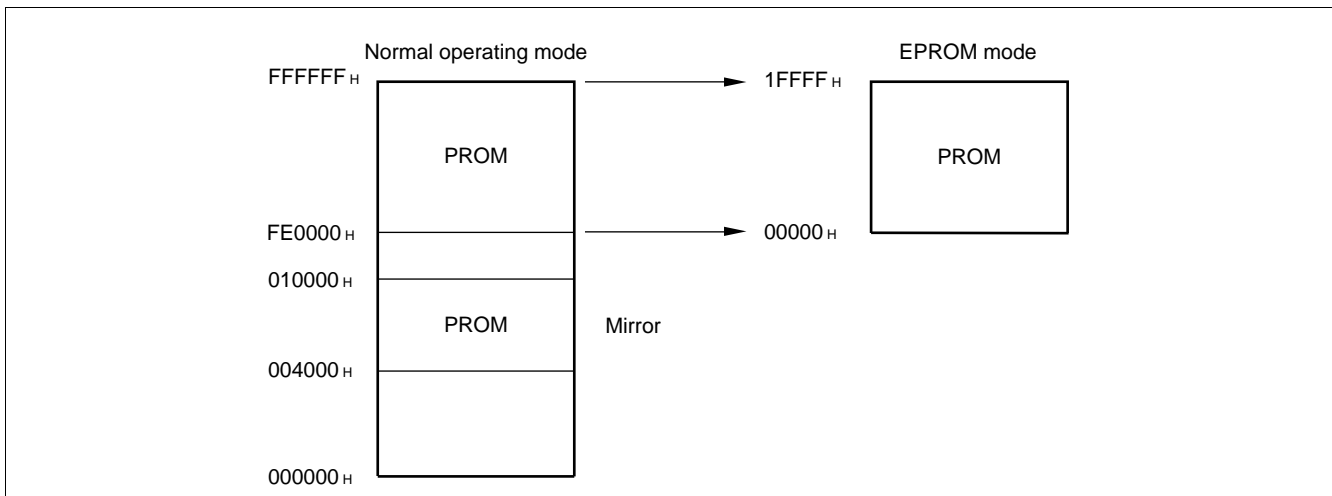 Normal operating mode
EPROM mode
FFFFFF H
1FFFF H
PROM
PROM
FE0000 H
00000 H
010000 H
PROM
Mirror
004000 H
000000 H